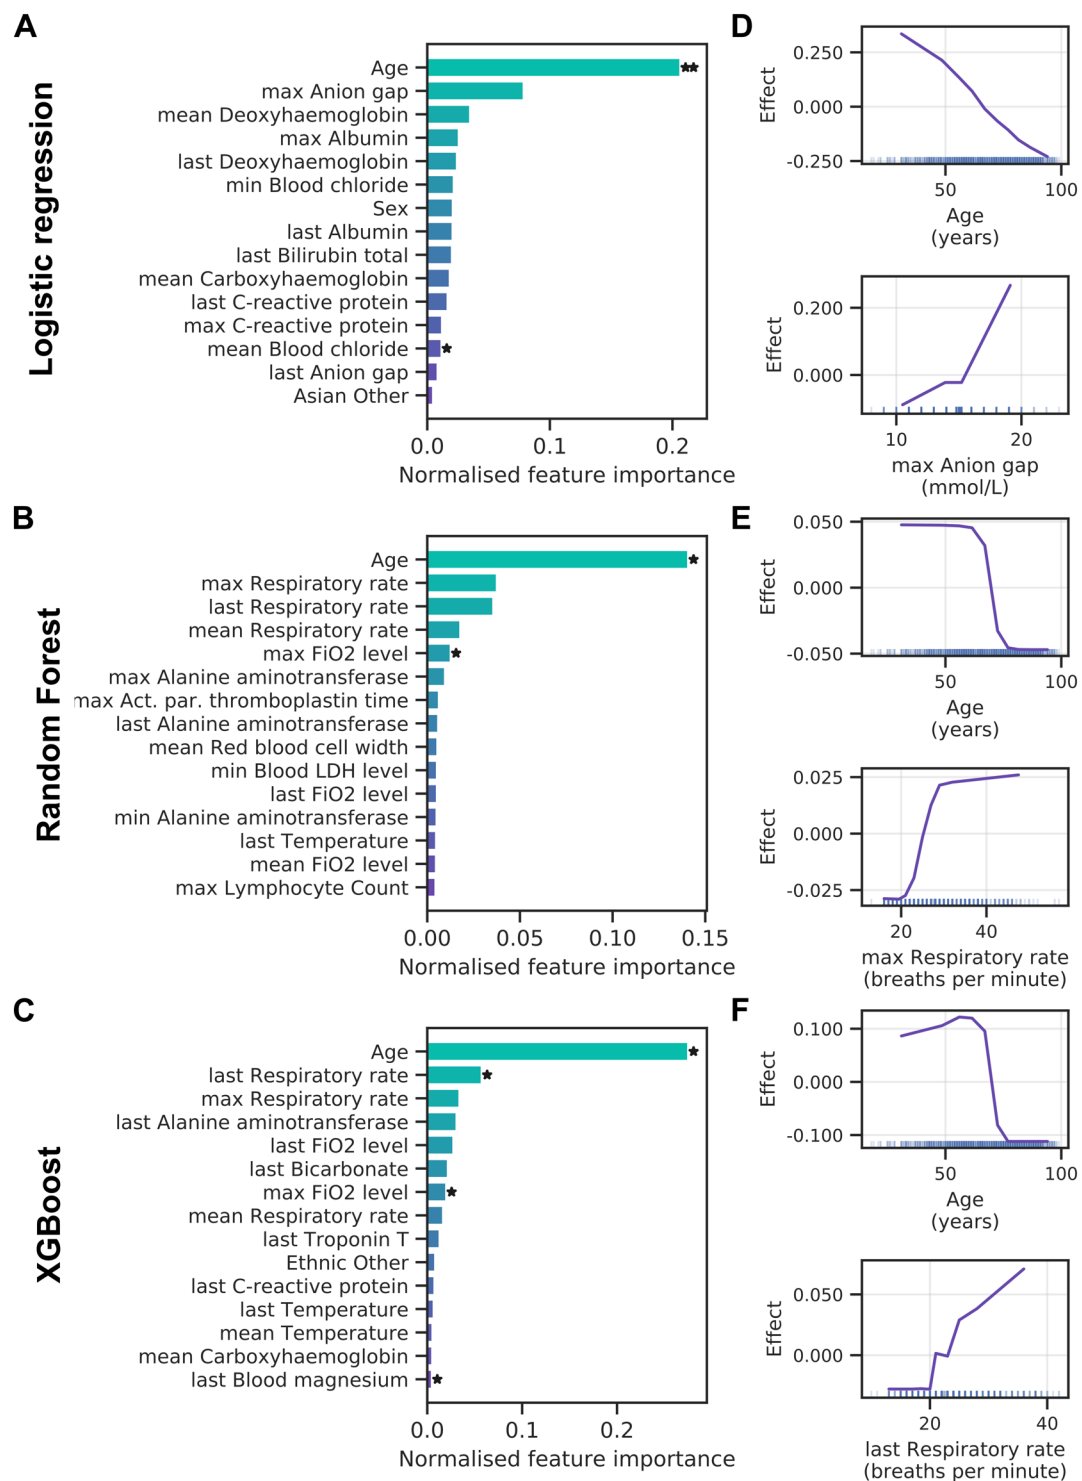 A
Logistic regression
Age
max Anion gap
mean Deoxyhaemoglobin
max Albumin
last Deoxyhaemoglobin
min Blood chloride
Sex
last Albumin
last Bilirubin total
mean Carboxyhaemoglobin
last C-reactive protein
max C-reactive protein
mean Blood chloride
last Anion gap
Asian Other
0.0 0.1 0.2
Normalised feature importance
D
Effect
0.250
0.000
-0.250
50 100
Age
(years)
Effect
0.200
0.000
10 20
max Anion gap
(mmol/L)
B
Random Forest
Age
max Respiratory rate
last Respiratory rate
mean Respiratory rate
max FiO2 level
max Alanine aminotransferase
max Act. par. thromboplastin time
last Alanine aminotransferase
mean Red blood cell width
min Blood LDH level
last FiO2 level
min Alanine aminotransferase
last Temperature
mean FiO2 level
max Lymphocyte Count
0.00 0.05 0.10 0.15
Normalised feature importance
E
Effect
0.050
0.000
-0.050
50 100
Age
(years)
Effect
0.025
0.000
-0.025
20 40
max Respiratory rate
(breaths per minute)
C
XGBoost
Age
last Respiratory rate
max Respiratory rate
last Alanine aminotransferase
last FiO2 level
last Bicarbonate
max FiO2 level
mean Respiratory rate
last Troponin T
Ethnic Other
last C-reactive protein
last Temperature
mean Temperature
mean Carboxyhaemoglobin
last Blood magnesium
0.0 0.1 0.2
Normalised feature importance
F
Effect
0.100
0.000
-0.100
50 100
Age
(years)
Effect
0.050
0.000
20 40
last Respiratory rate
(breaths per minute)